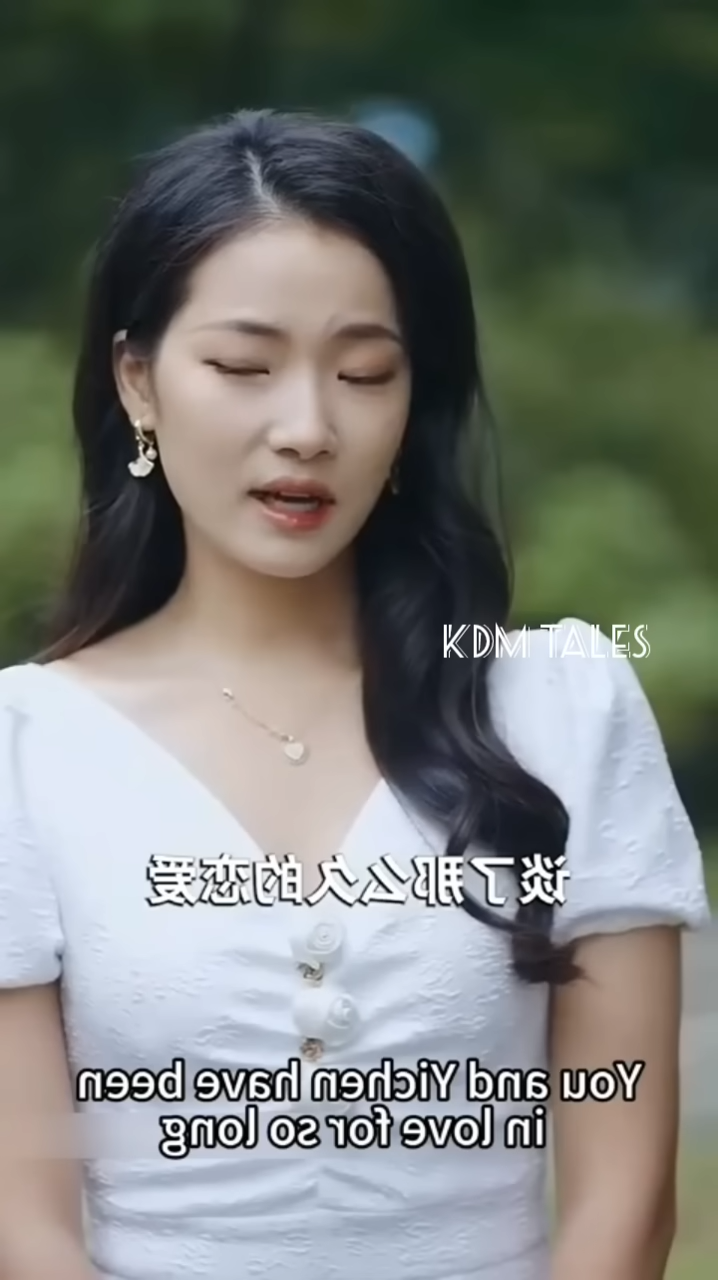 KDM TALES
谈了那么久的恋爱
You and Yichen have been
in love for so long